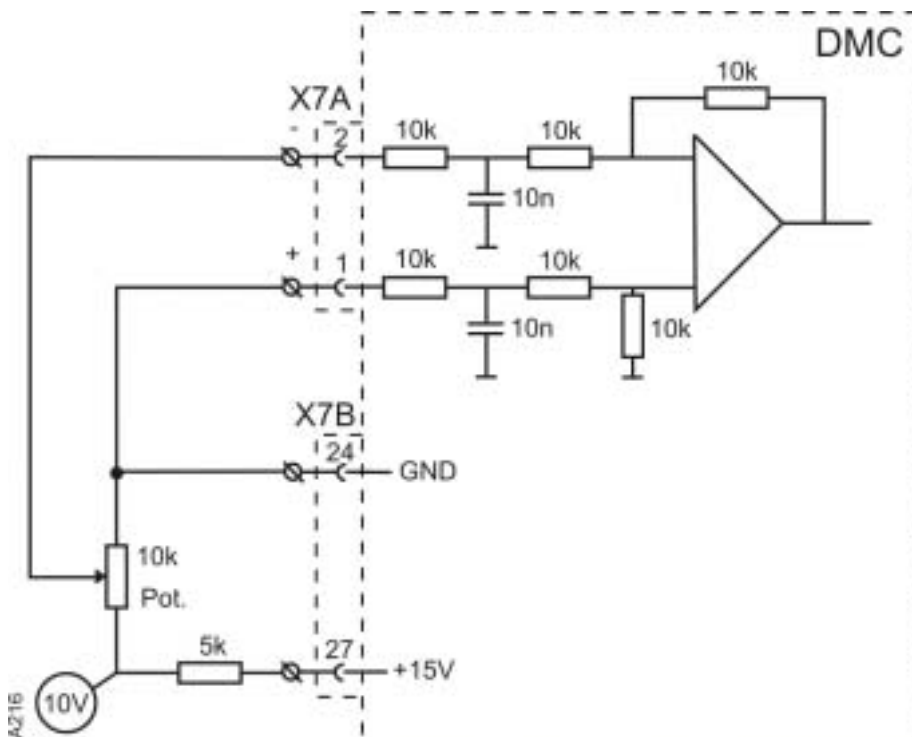 DMC
10k
X7A
-
2
10k
10k
10n
+
1
10k
10k
10n
10k
X7B
24
GND
10k
Pot.
5k
27
+15V
10V
A216